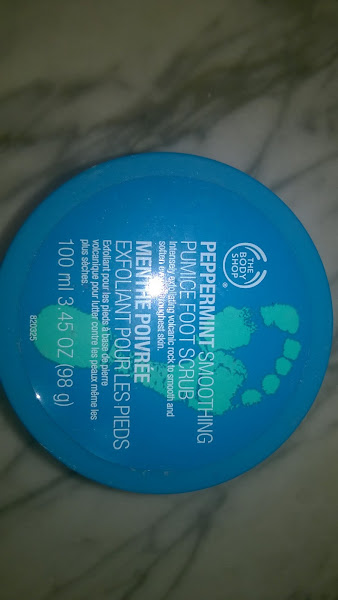 THE
BODY
SHOP®
PEPPERMINT SMOOTHING
PUMICE FOOT SCRUB
Intensely exfoliating volcanic rock to smooth and
soften even roughest skin.
MENTHE POIVRÉE
EXFOLIANT POUR LES PIEDS
Exfoliant pour les pieds à base de pierre
volcanique pour lutter contre les peaux même les
plus sèches.
100 ml 3.45 OZ (98 g)
820925